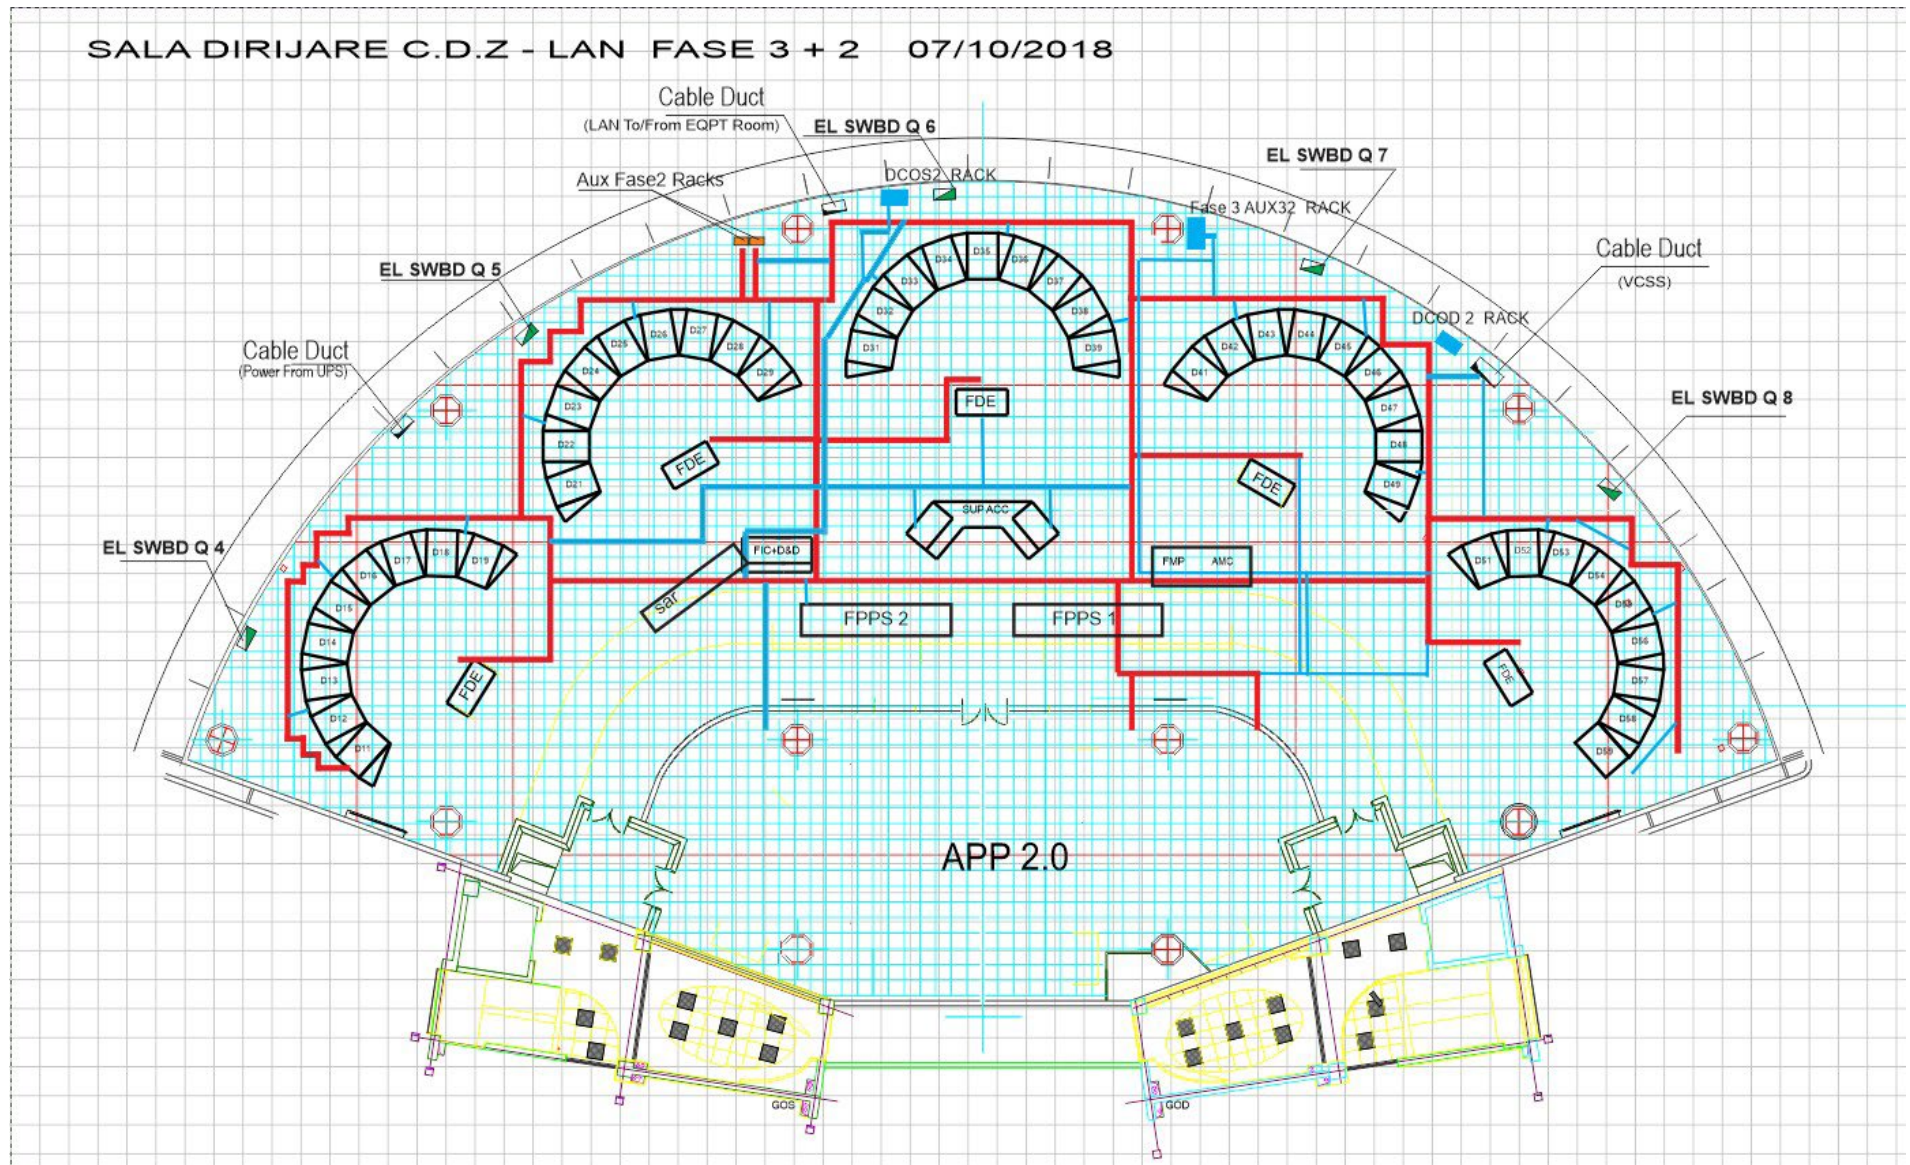 SALA DIRIJARE C.D.Z - LAN FASE 3 + 2 07/10/2018
Cable Duct
(LAN To/From EQPT Room)
EL SWBD Q 6
EL SWBD Q 7
DCOS2 RACK
Aux Fase2 Racks
Fase 3 AUX32 RACK
Cable Duct
(VCSS)
EL SWBD Q 5
DCOD 2 RACK
Cable Duct
(Power From UPS)
EL SWBD Q 8
EL SWBD Q 4
D11
D12
D13
D14
D15
D16
D17
D18
D19
FDE
D21
D22
D23
D24
D25
D26
D27
D28
D29
FDE
D31
D32
D33
D34
D35
D36
D37
D38
D39
FDE
D41
D42
D43
D44
D45
D46
D47
D48
D49
FDE
D51
D52
D53
D54
D55
D56
D57
D58
D59
FDE
SUP ACC
FIC+D&D
sar
FMP AMC
FPPS 2
FPPS 1
APP 2.0
GOS
GOD